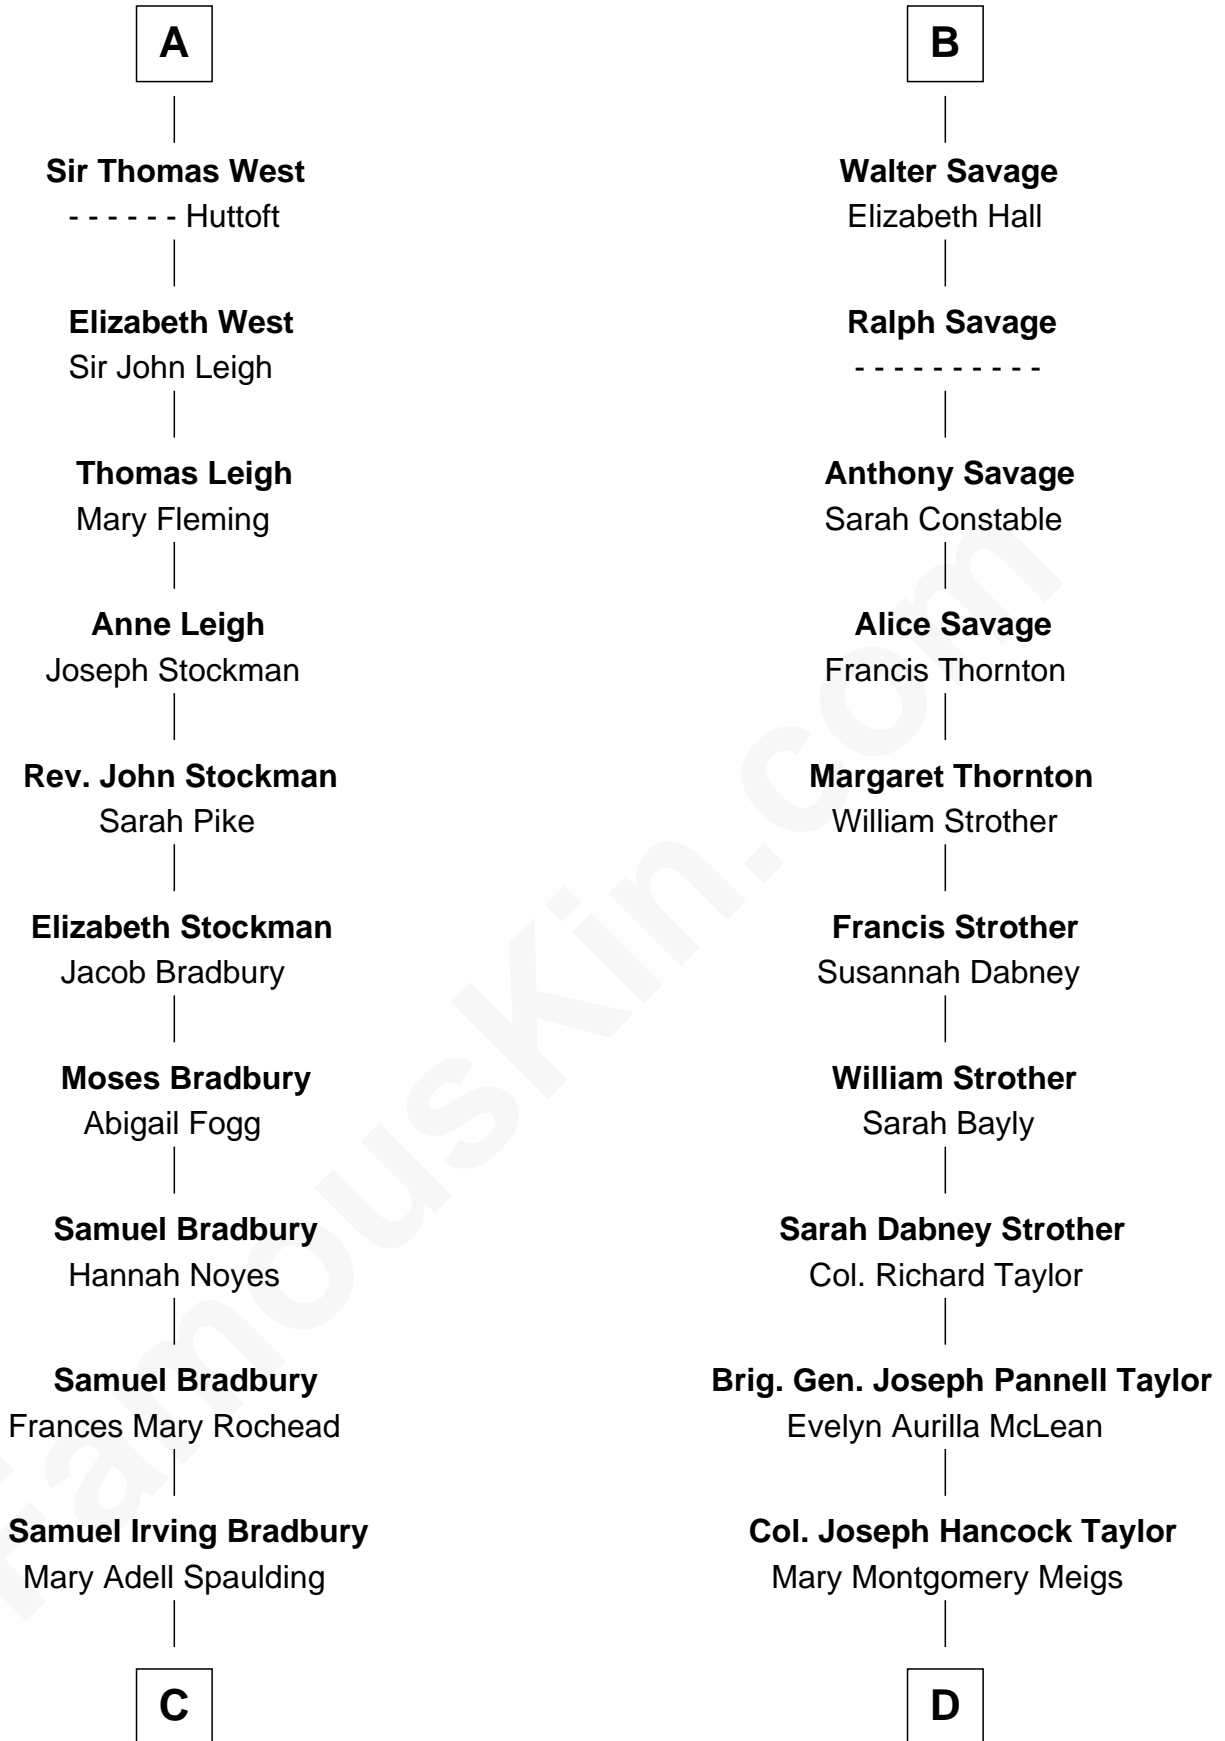 A
Sir Thomas West
- - - - - - Huttoft
Elizabeth West
Sir John Leigh
Thomas Leigh
Mary Fleming
Anne Leigh
Joseph Stockman
Rev. John Stockman
Sarah Pike
Elizabeth Stockman
Jacob Bradbury
Moses Bradbury
Abigail Fogg
Samuel Bradbury
Hannah Noyes
Samuel Bradbury
Frances Mary Rochead
Samuel Irving Bradbury
Mary Adell Spaulding
C
B
Walter Savage
Elizabeth Hall
Ralph Savage
- - - - - - - - - -
Anthony Savage
Sarah Constable
Alice Savage
Francis Thornton
Margaret Thornton
William Strother
Francis Strother
Susannah Dabney
William Strother
Sarah Bayly
Sarah Dabney Strother
Col. Richard Taylor
Brig. Gen. Joseph Pannell Taylor
Evelyn Aurilla McLean
Col. Joseph Hancock Taylor
Mary Montgomery Meigs
D
FamousKin.com